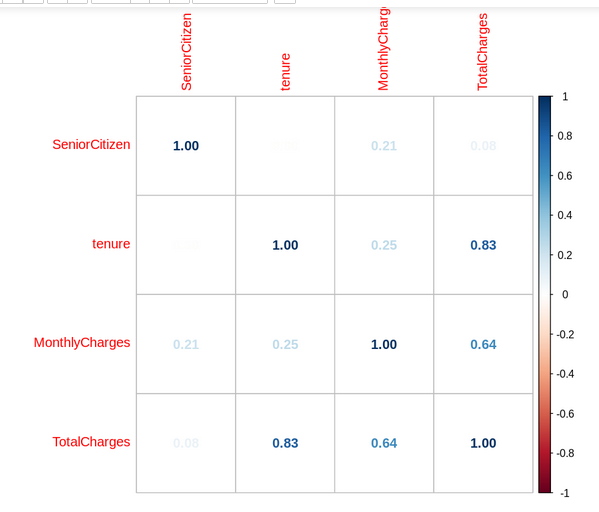 SeniorCitizen
tenure
MonthlyCharg
TotalCharges
SeniorCitizen 1.00 0.21 0.08
tenure 1.00 0.25 0.83
MonthlyCharges 0.21 0.25 1.00 0.64
TotalCharges 0.08 0.83 0.64 1.00
1
0.8
0.6
0.4
0.2
0
-0.2
-0.4
-0.6
-0.8
-1